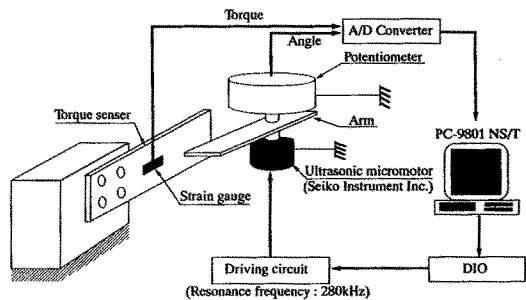 Torque
Angle
A/D Converter
Potentiometer
Torque senser
Arm
PC-9801 NS/T
Strain gauge
Ultrasonic micromotor
(Seiko Instrument Inc.)
Driving circuit
DIO
(Resonance frequency : 280kHz)